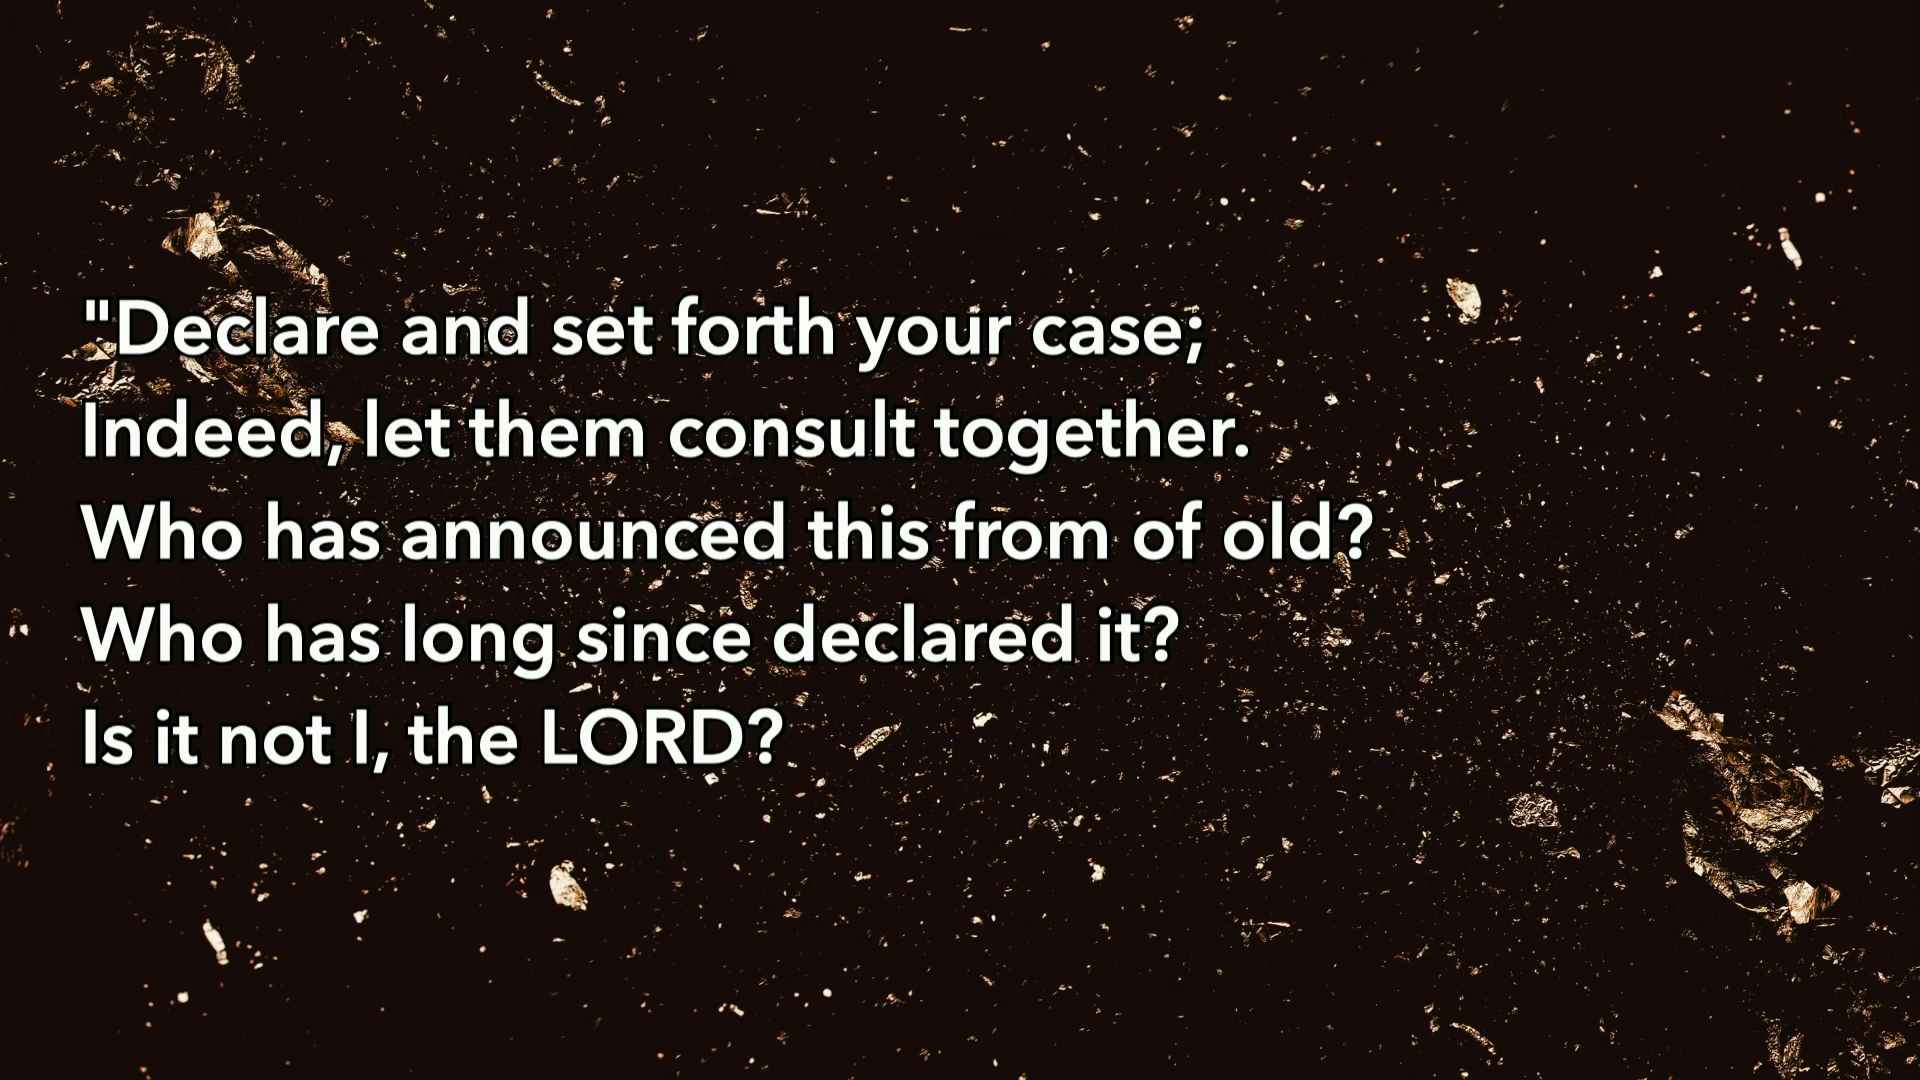 "Declare and set forth your case;
Indeed, let them consult together.
Who has announced this from of old?
Who has long since declared it?
Is it not I, the LORD?